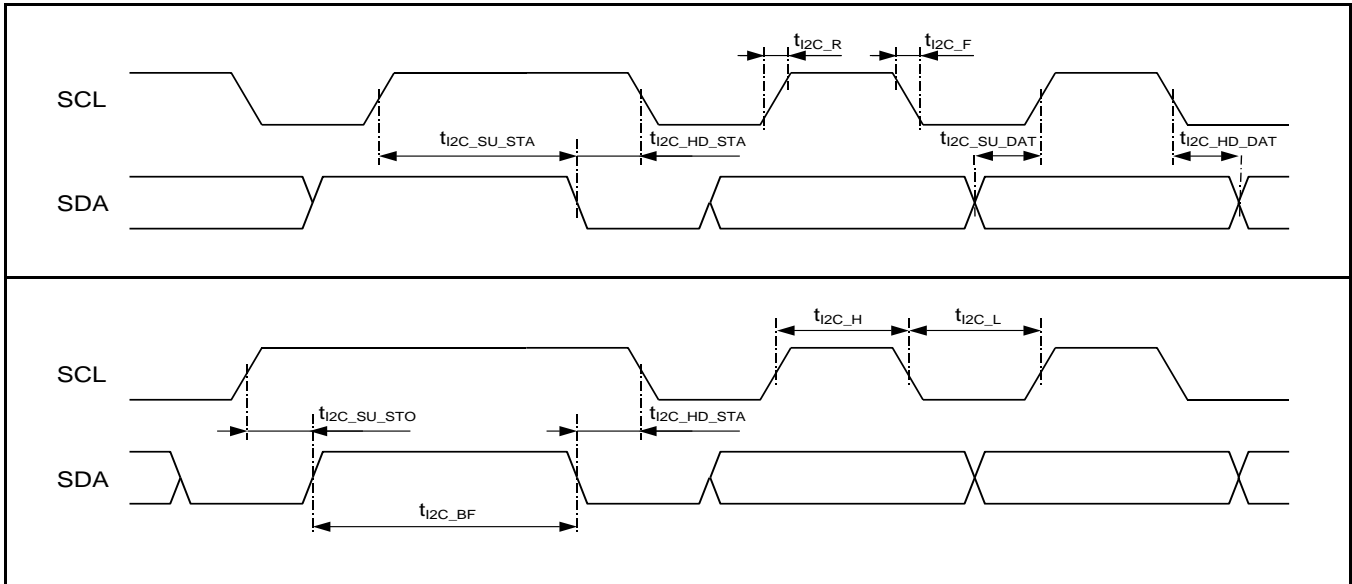 tI2C_R tI2C_F
SCL
tI2C_SU_STA tI2C_HD_STA tI2C_SU_DAT tI2C_HD_DAT
SDA
tI2C_H tI2C_L
SCL
tI2C_SU_STO tI2C_HD_STA
SDA
tI2C_BF